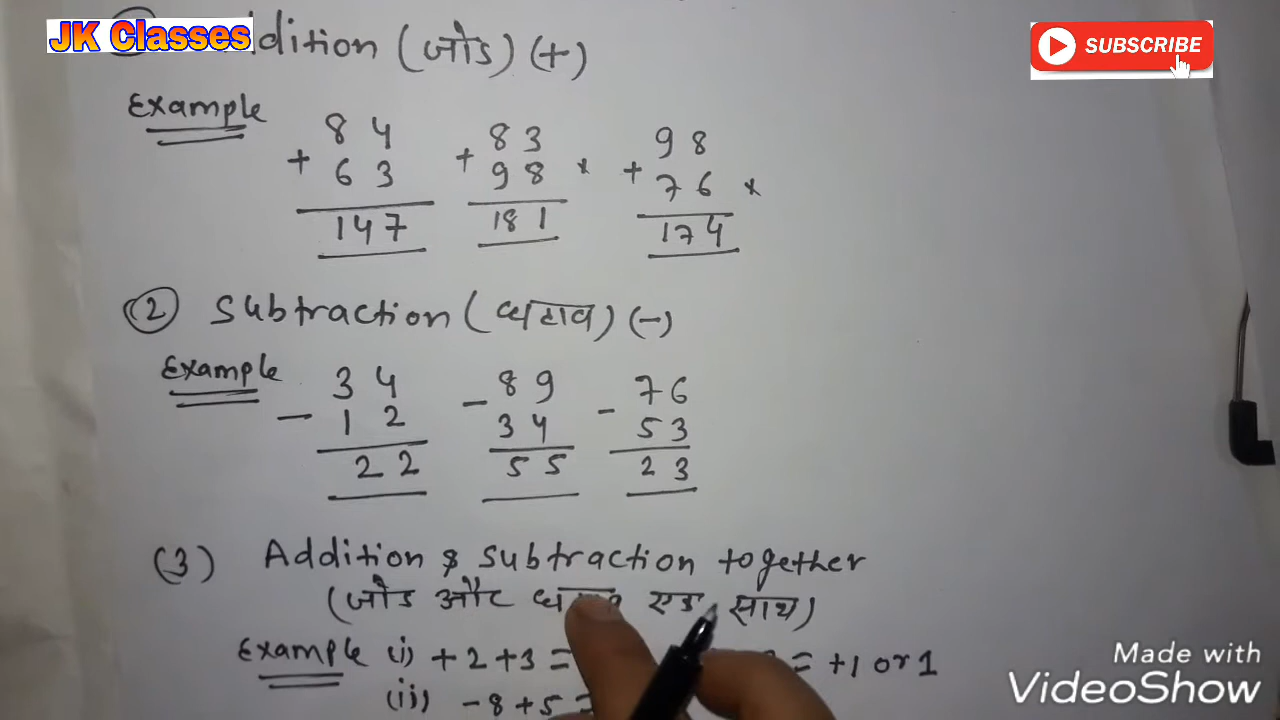 JK Classes
SUBSCRIBE
Addition (जोड) (+)
Example
84 83 98
+ 63 + 98 × + 76 ×
147 181 174
(2) Subtraction (घटाव) (-)
Example
34 - 89 76
- 12 34 - 53
22 55 23
(3) Addition & Subtraction together
(जोड और एक साथ)
Example (i) +2+3= = +1 or 1
(ii) -8+5=
Made with
VideoShow